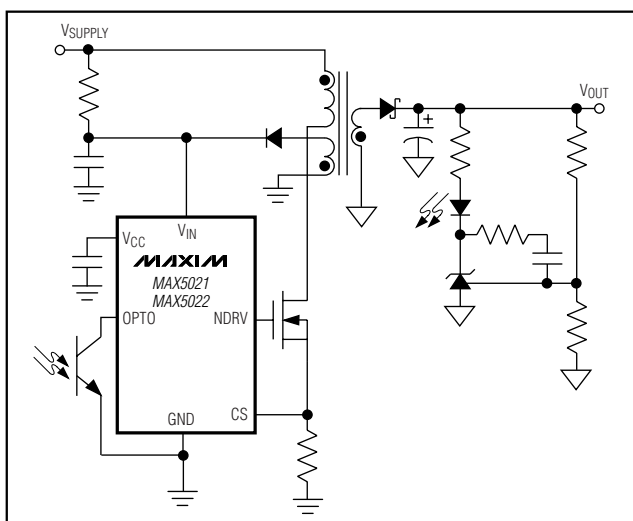 VSUPPLY
VOUT
VCC
VIN
MAXIM
MAX5021
MAX5022
OPTO
NDRV
CS
GND
+